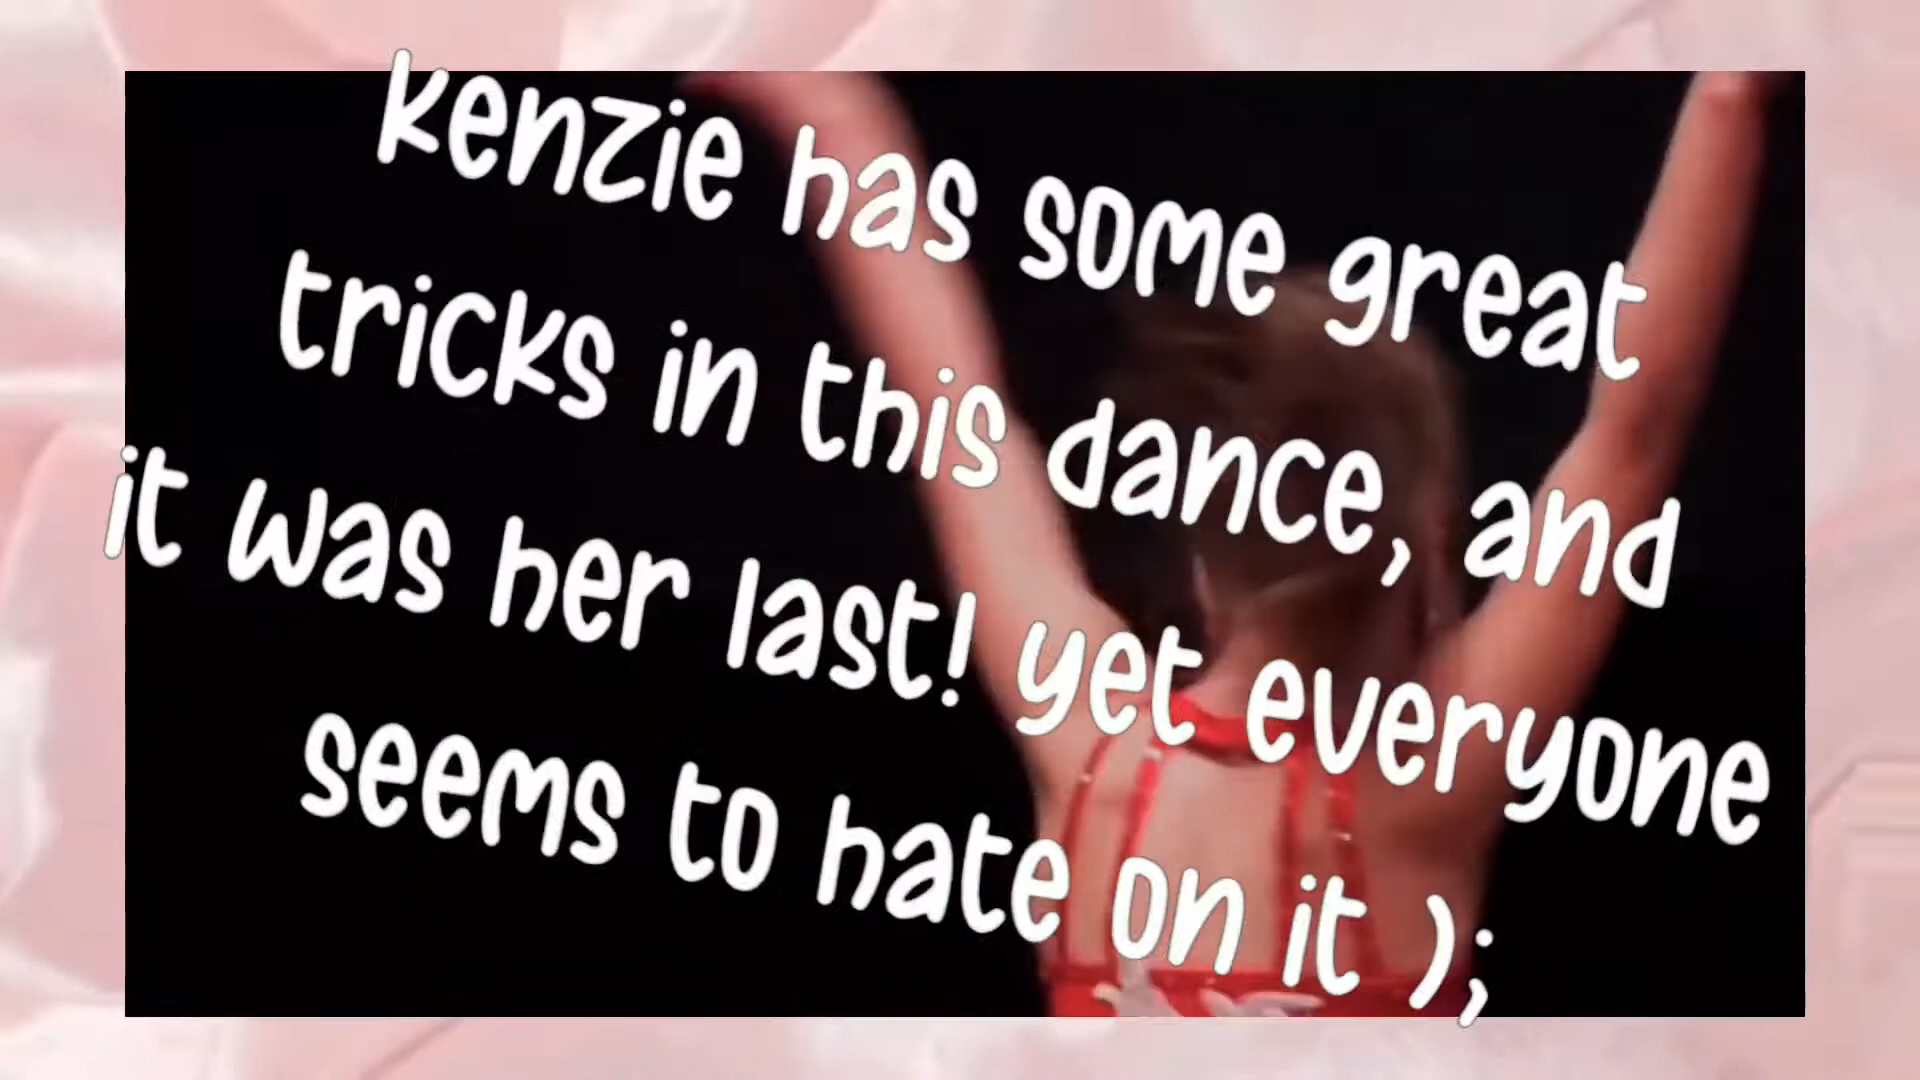 kenzie has some great
tricks in this dance, and
it was her last! yet everyone
seems to hate on it );